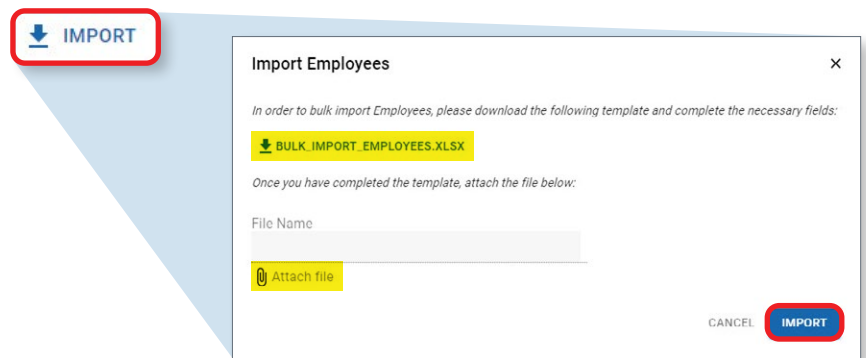 IMPORT
Import Employees
In order to bulk import Employees, please download the following template and complete the necessary fields:
BULK_IMPORT_EMPLOYEES.XLSX
Once you have completed the template, attach the file below:
File Name
Attach file
CANCEL IMPORT